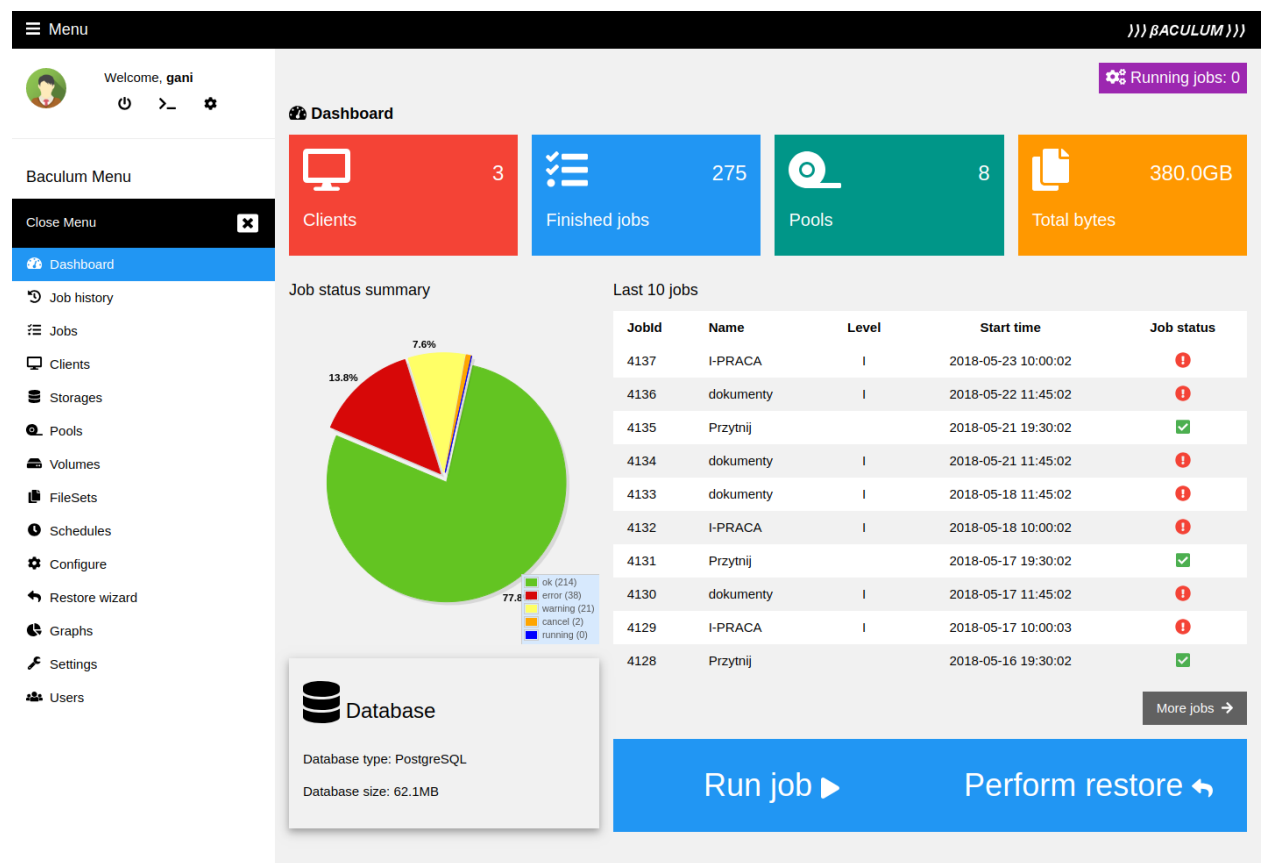 Menu
⟩⟩⟩ βACULUM ⟩⟩⟩
Welcome, gani
Running jobs: 0
Dashboard
3
Clients
275
Finished jobs
8
Pools
380.0GB
Total bytes
Baculum Menu
Close Menu
Dashboard
Job history
Jobs
Clients
Storages
Pools
Volumes
FileSets
Schedules
Configure
Restore wizard
Graphs
Settings
Users
Job status summary
7.6%
13.8%
77.8
ok (214)
error (38)
warning (21)
cancel (2)
running (0)
Database
Database type: PostgreSQL
Database size: 62.1MB
Last 10 jobs
JobId Name Level Start time Job status
4137 I-PRACA I 2018-05-23 10:00:02
4136 dokumenty I 2018-05-22 11:45:02
4135 Przytnij 2018-05-21 19:30:02
4134 dokumenty I 2018-05-21 11:45:02
4133 dokumenty I 2018-05-18 11:45:02
4132 I-PRACA I 2018-05-18 10:00:02
4131 Przytnij 2018-05-17 19:30:02
4130 dokumenty I 2018-05-17 11:45:02
4129 I-PRACA I 2018-05-17 10:00:03
4128 Przytnij 2018-05-16 19:30:02
More jobs
Run job
Perform restore